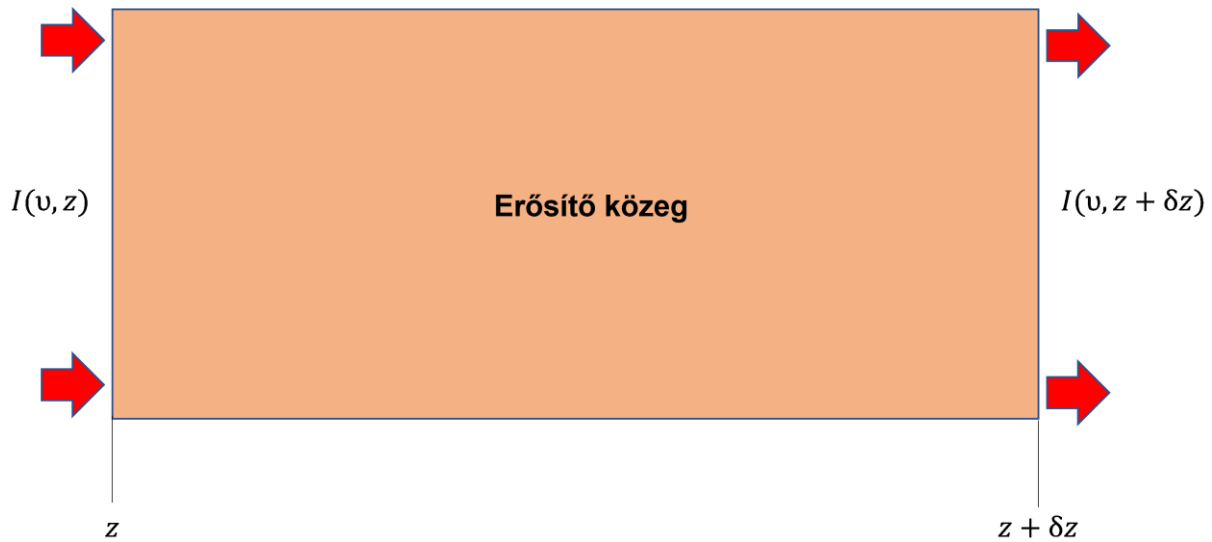 I(υ, z)
Erősítő közeg
I(υ, z + δz)
z
z + δz